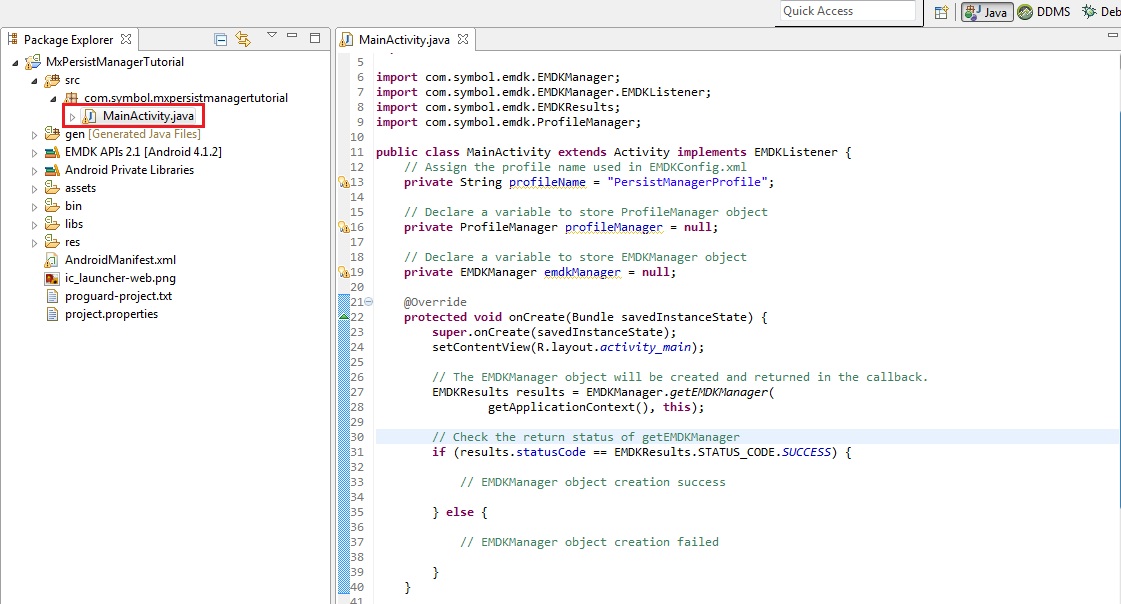 Quick Access
Java
DDMS
Deb
Package Explorer
MxPersistManagerTutorial
src
com.symbol.mxpersistmanagertutorial
MainActivity.java
gen [Generated Java Files]
EMDK APIs 2.1 [Android 4.1.2]
Android Private Libraries
assets
bin
libs
res
AndroidManifest.xml
ic_launcher-web.png
proguard-project.txt
project.properties
MainActivity.java
5
6 import com.symbol.emdk.EMDKManager;
7 import com.symbol.emdk.EMDKManager.EMDKListener;
8 import com.symbol.emdk.EMDKResults;
9 import com.symbol.emdk.ProfileManager;
10
11 public class MainActivity extends Activity implements EMDKListener {
12 // Assign the profile name used in EMDKConfig.xml
13 private String profileName = "PersistManagerProfile";
14
15 // Declare a variable to store ProfileManager object
16 private ProfileManager profileManager = null;
17
18 // Declare a variable to store EMDKManager object
19 private EMDKManager emdkManager = null;
20
21 @Override
22 protected void onCreate(Bundle savedInstanceState) {
23 super.onCreate(savedInstanceState);
24 setContentView(R.layout.activity_main);
25
26 // The EMDKManager object will be created and returned in the callback.
27 EMDKResults results = EMDKManager.getEMDKManager(
28 getApplicationContext(), this);
29
30 // Check the return status of getEMDKManager
31 if (results.statusCode == EMDKResults.STATUS_CODE.SUCCESS) {
32
33 // EMDKManager object creation success
34
35 } else {
36
37 // EMDKManager object creation failed
38
39 }
40 }
41